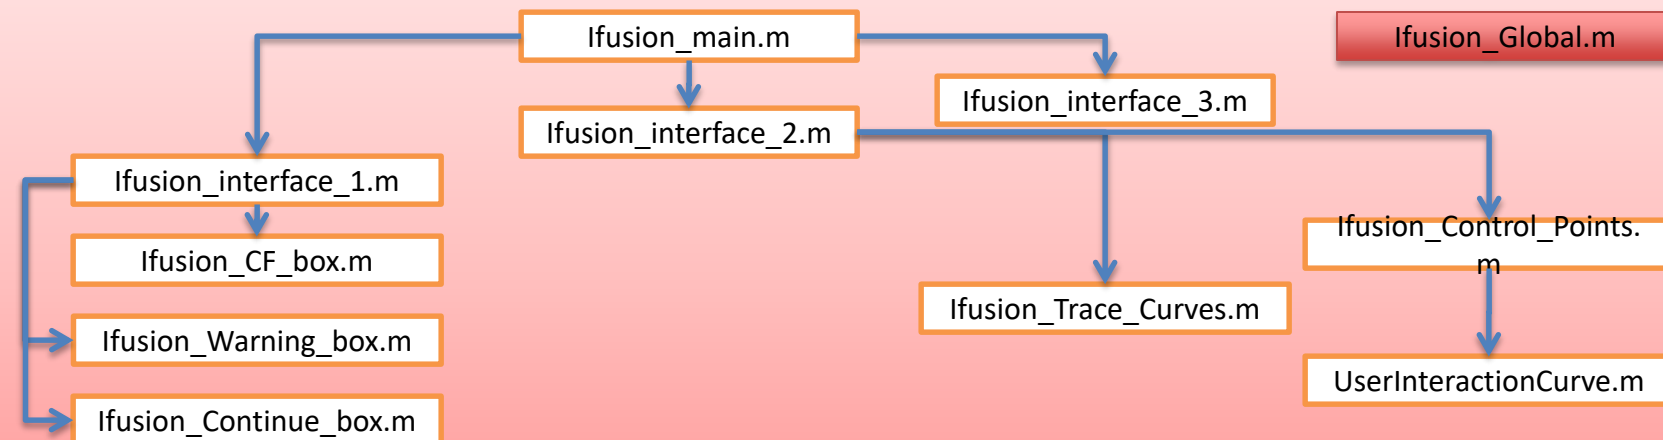 Ifusion_main.m
Ifusion_Global.m
Ifusion_interface_3.m
Ifusion_interface_2.m
Ifusion_interface_1.m
Ifusion_Control_Points.
m
Ifusion_CF_box.m
Ifusion_Trace_Curves.m
Ifusion_Warning_box.m
UserInteractionCurve.m
Ifusion_Continue_box.m